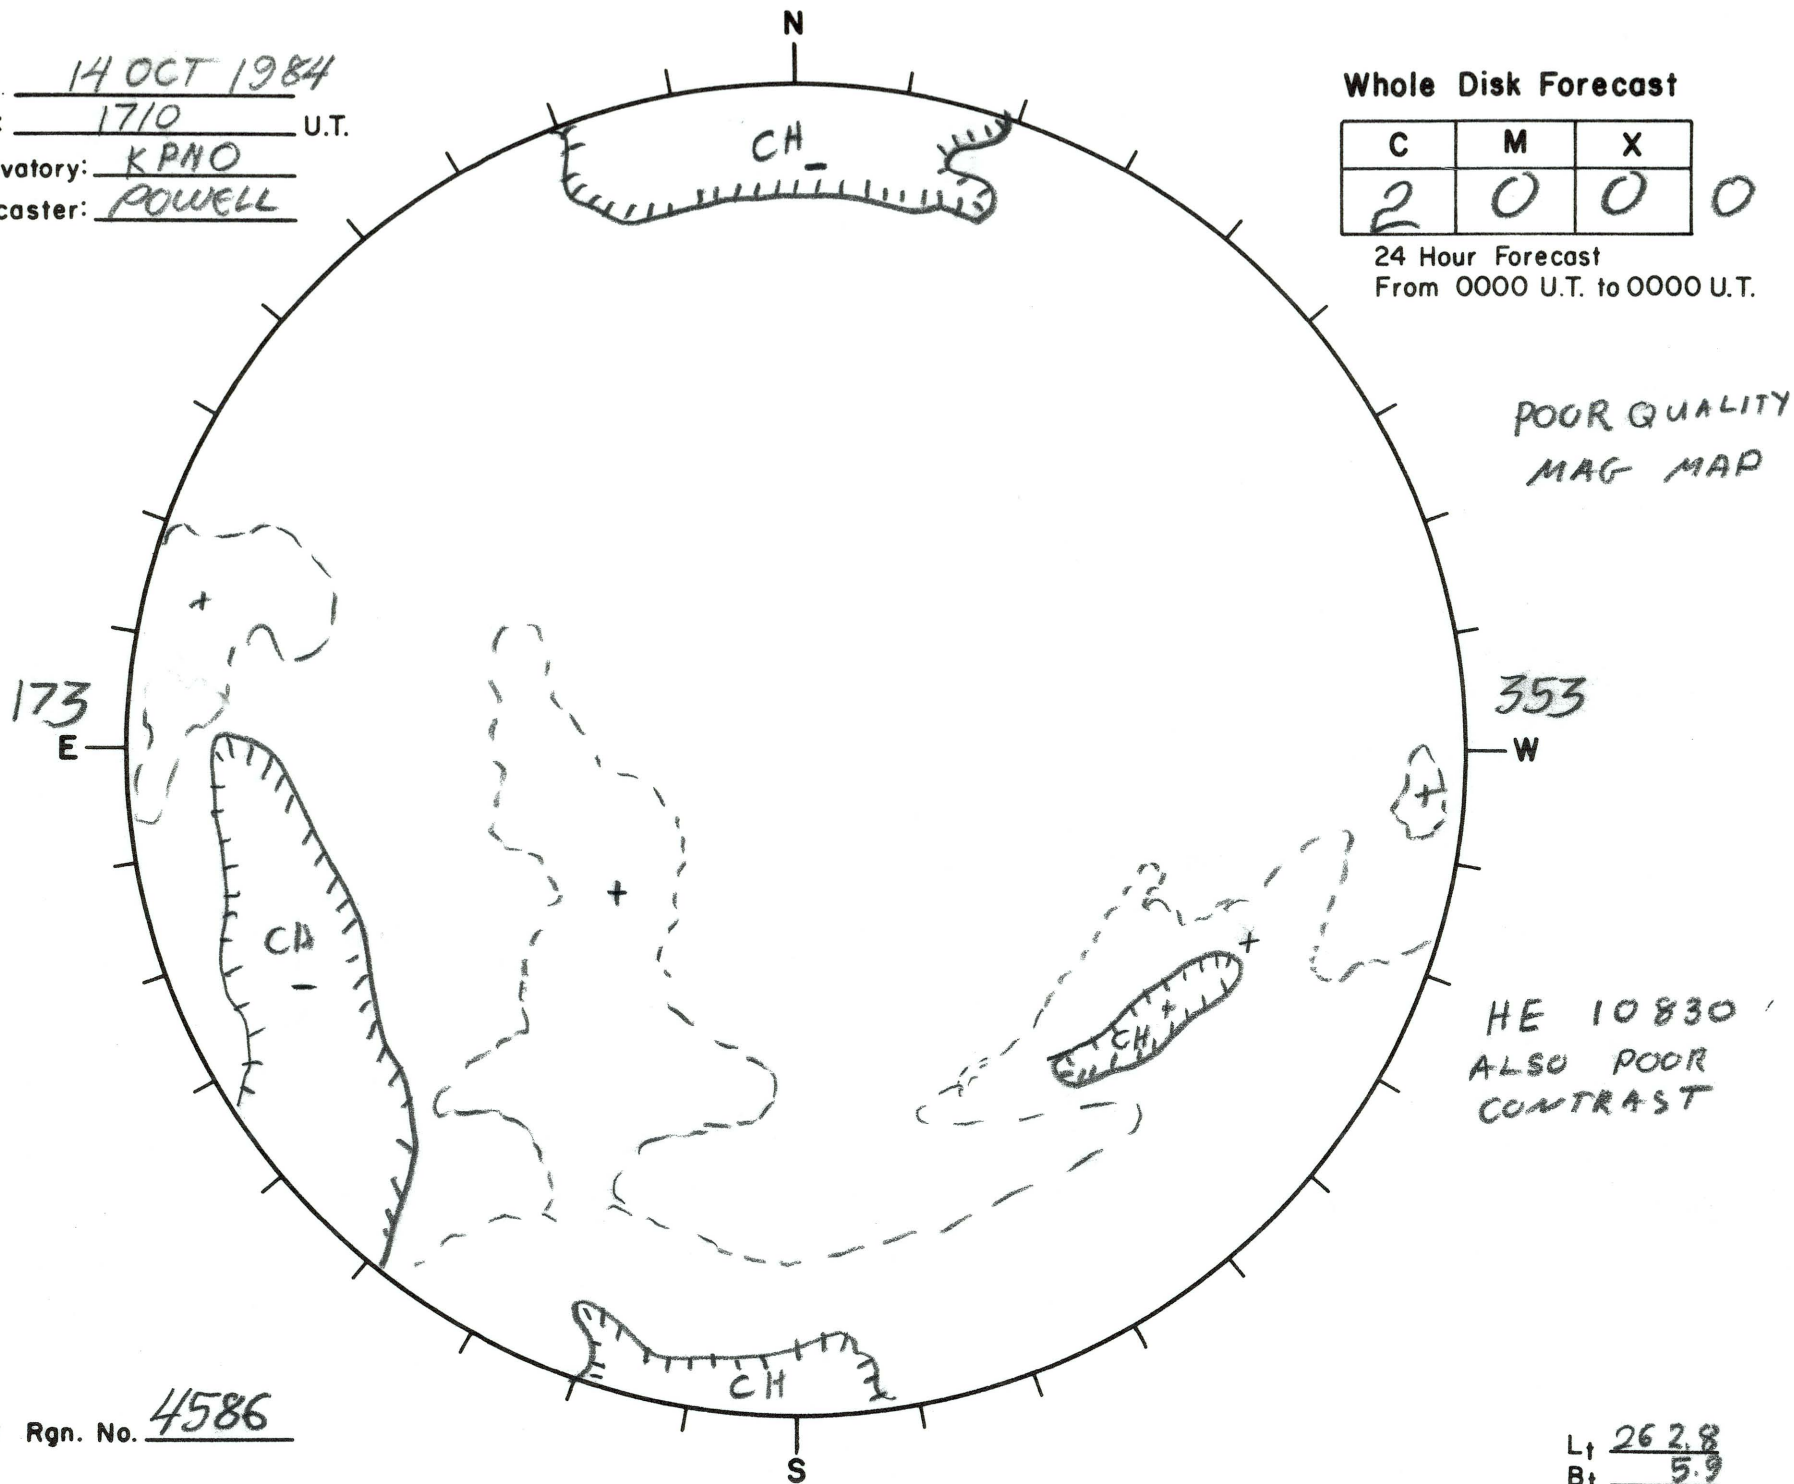 N
14 OCT 1984
1710 U.T.
vatory: KPNO
caster: POWELL
Whole Disk Forecast
C M X
2 0 0 0
24 Hour Forecast
From 0000 U.T. to 0000 U.T.
CH
-
POOR QUALITY
MAG MAP
+
173
E
353
W
+
+
CH
-
+
+
CH
HE 10830
ALSO POOR
CONTRAST
CH
Rgn. No. 4586
S
Lt 262.8
Bt 5.9